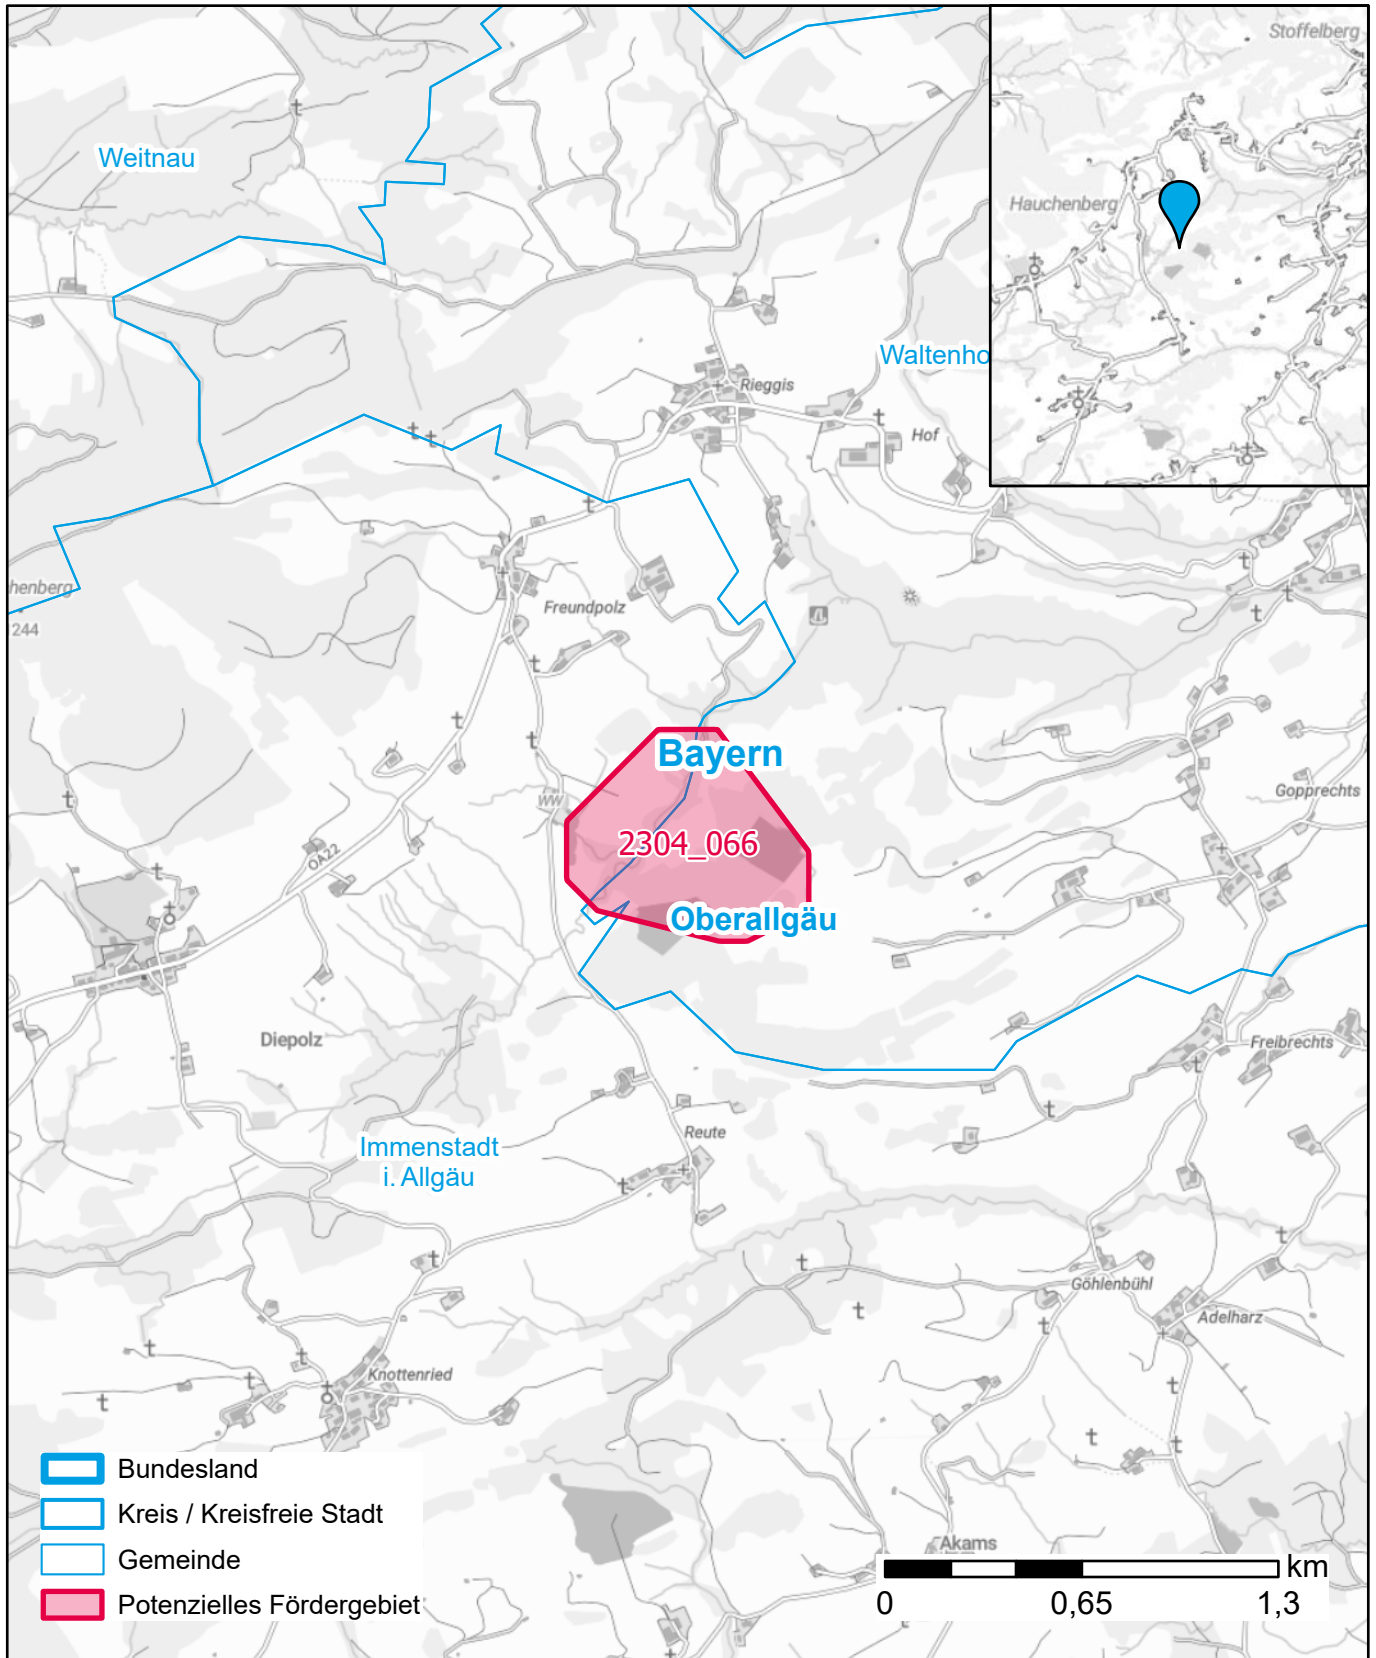 Stoffelberg
Weitnau
Hauchenberg
Waltenho
Rieggis
Hof
henberg
244
Freundpolz
Bayern
WW
Gopprechts
2304_066
OA22
Oberallgäu
Diepolz
Freibrechts
Reute
Immenstadt
i. Allgäu
Göhlenbühl
Adelharz
Knottenried
Akams
Bundesland
Kreis / Kreisfreie Stadt
Gemeinde
Potenzielles Fördergebiet
km
0 0,65 1,3